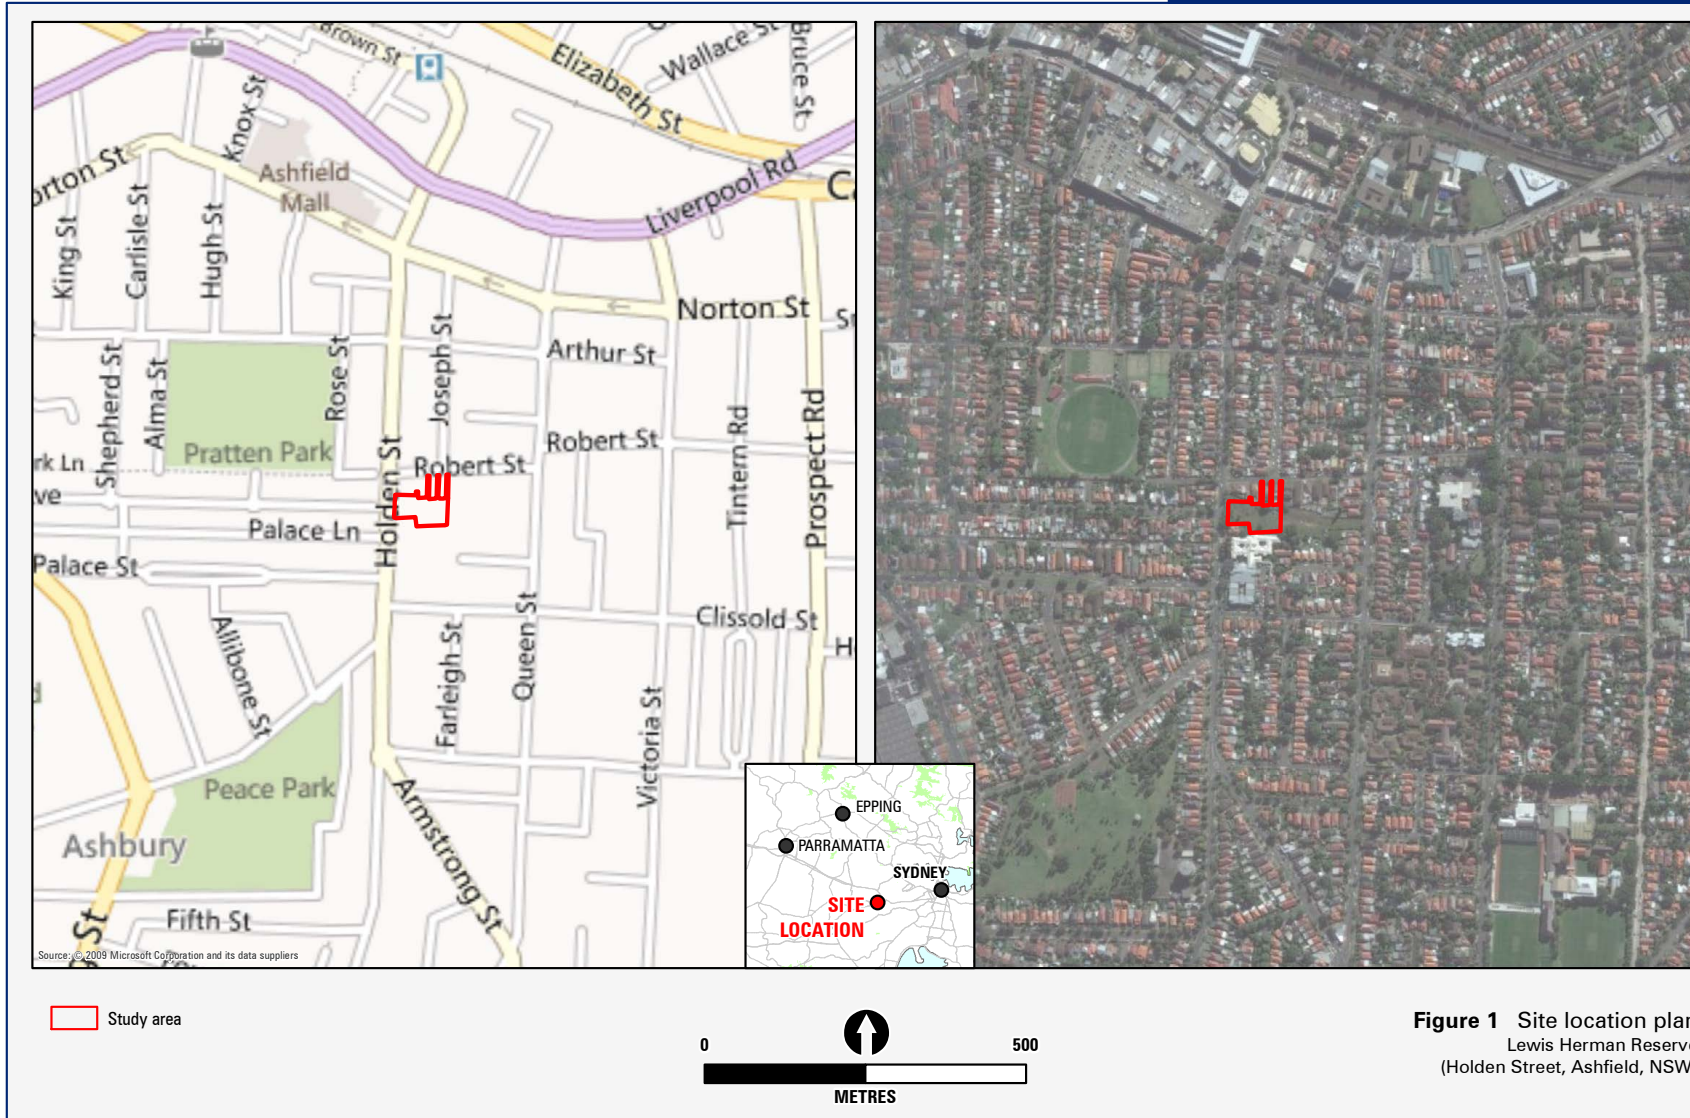 Brown St
Elizabeth St
Wallace St
Bruce St
Knox St
orton St
Ashfield
Mall
Liverpool Rd
King St
Carlisle St
Hugh St
Norton St
Joseph St
Arthur St
Shepherd St
Alma St
Rose St
Prospect Rd
Pratten Park
Holden St
Robert St
Robert St
Tintern Rd
rk Ln
ve
Palace Ln
Palace St
Clissold St
Allibone St
Farleigh St
Queen St
Victoria St
Peace Park
Ashbury
Armstrong St
Fifth St
St
Source: © 2009 Microsoft Corporation and its data suppliers
EPPING
PARRAMATTA
SYDNEY
SITE
LOCATION
Study area
0 500
METRES
Figure 1 Site location plan
Lewis Herman Reserve
(Holden Street, Ashfield, NSW